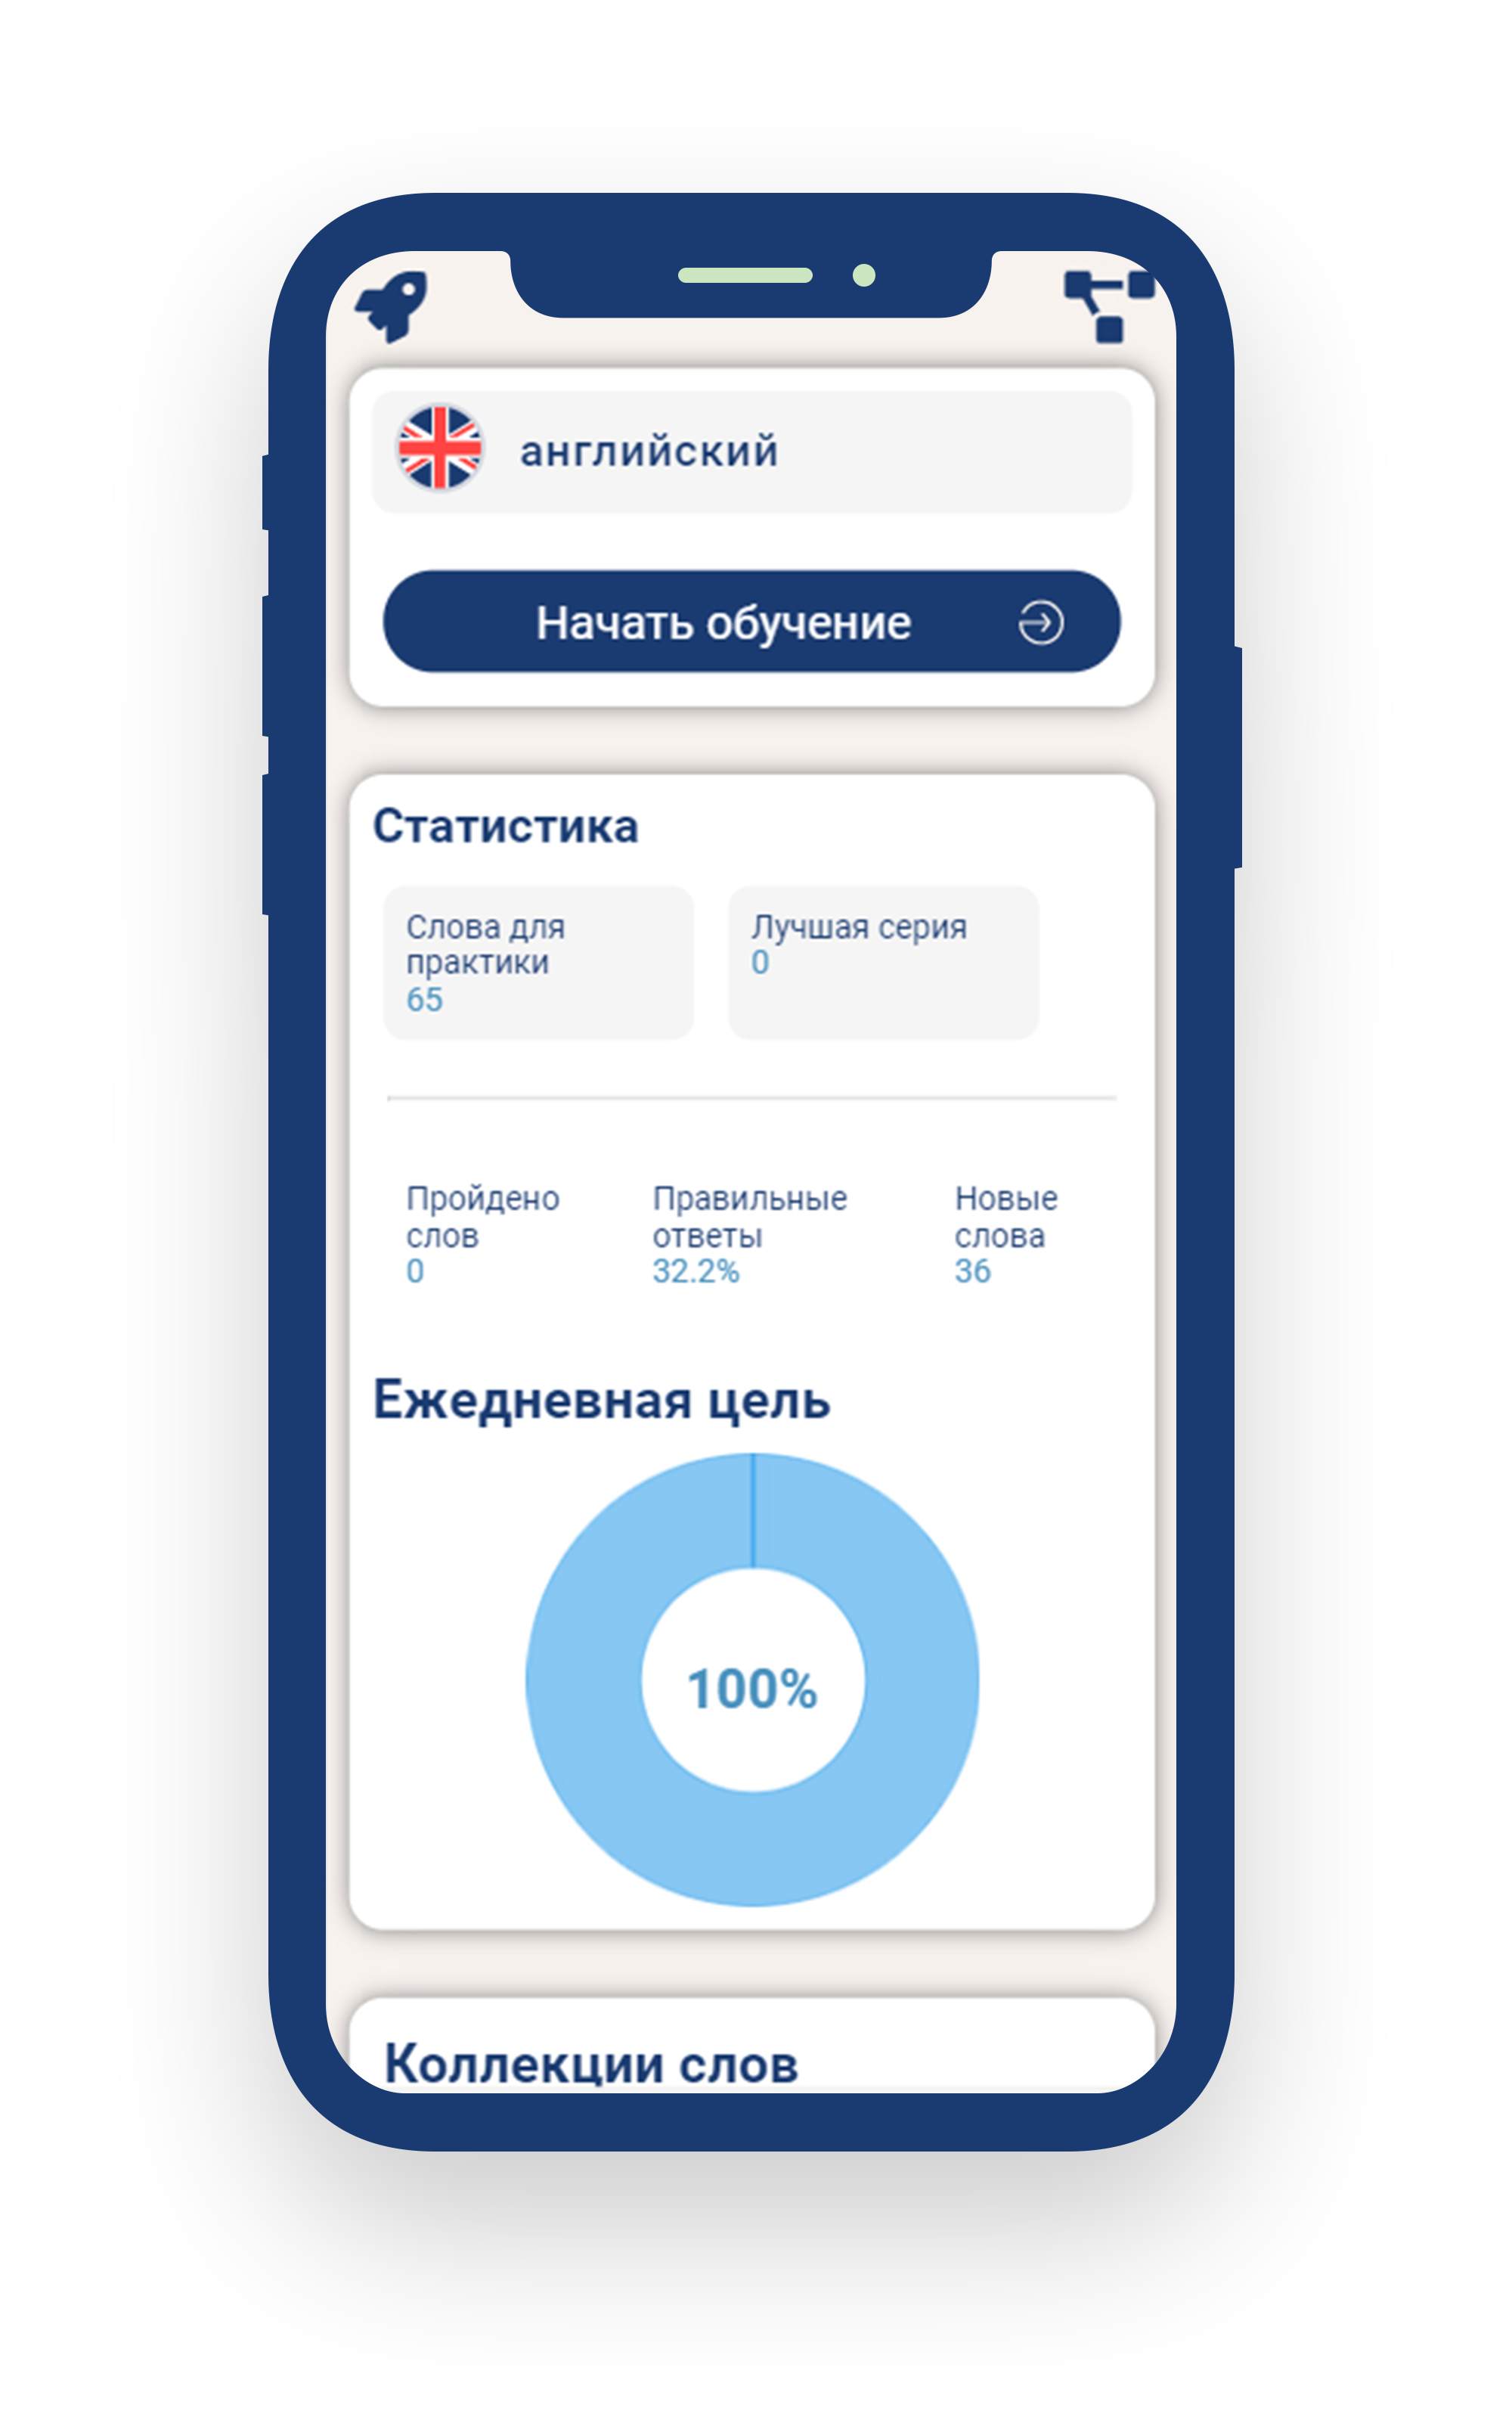 английский
Начать обучение
Статистика
Слова для
практики
65
Лучшая серия
0
Пройдено
слов
0
Правильные
ответы
32.2%
Новые
слова
36
Ежедневная цель
100%
Коллекции слов